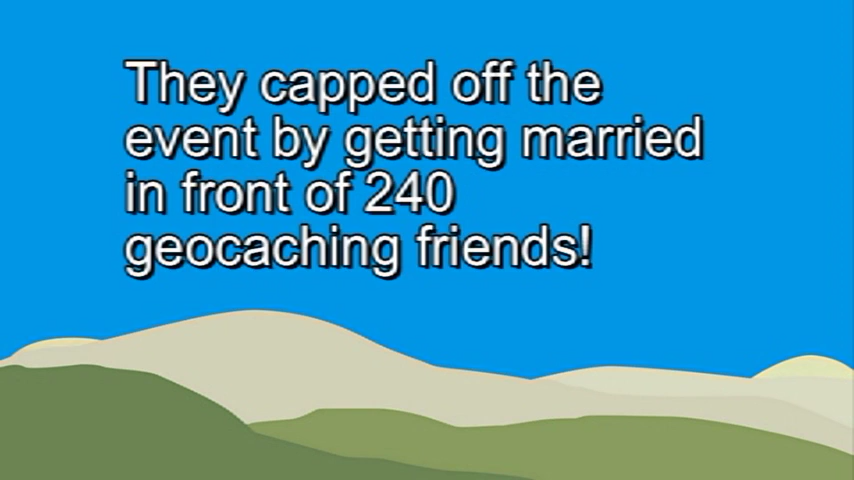 They capped off the
event by getting married
in front of 240
geocaching friends!